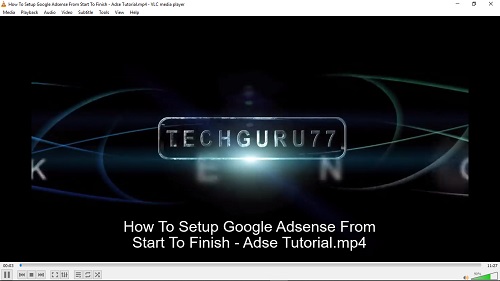 How To Setup Google Adsense From Start To Finish - Adse Tutorial.mp4 - VLC media player
Media Playback Audio Video Subtitle Tools View Help
TECHGURU77
K E N C
How To Setup Google Adsense From
Start To Finish - Adse Tutorial.mp4
00:02 11:27